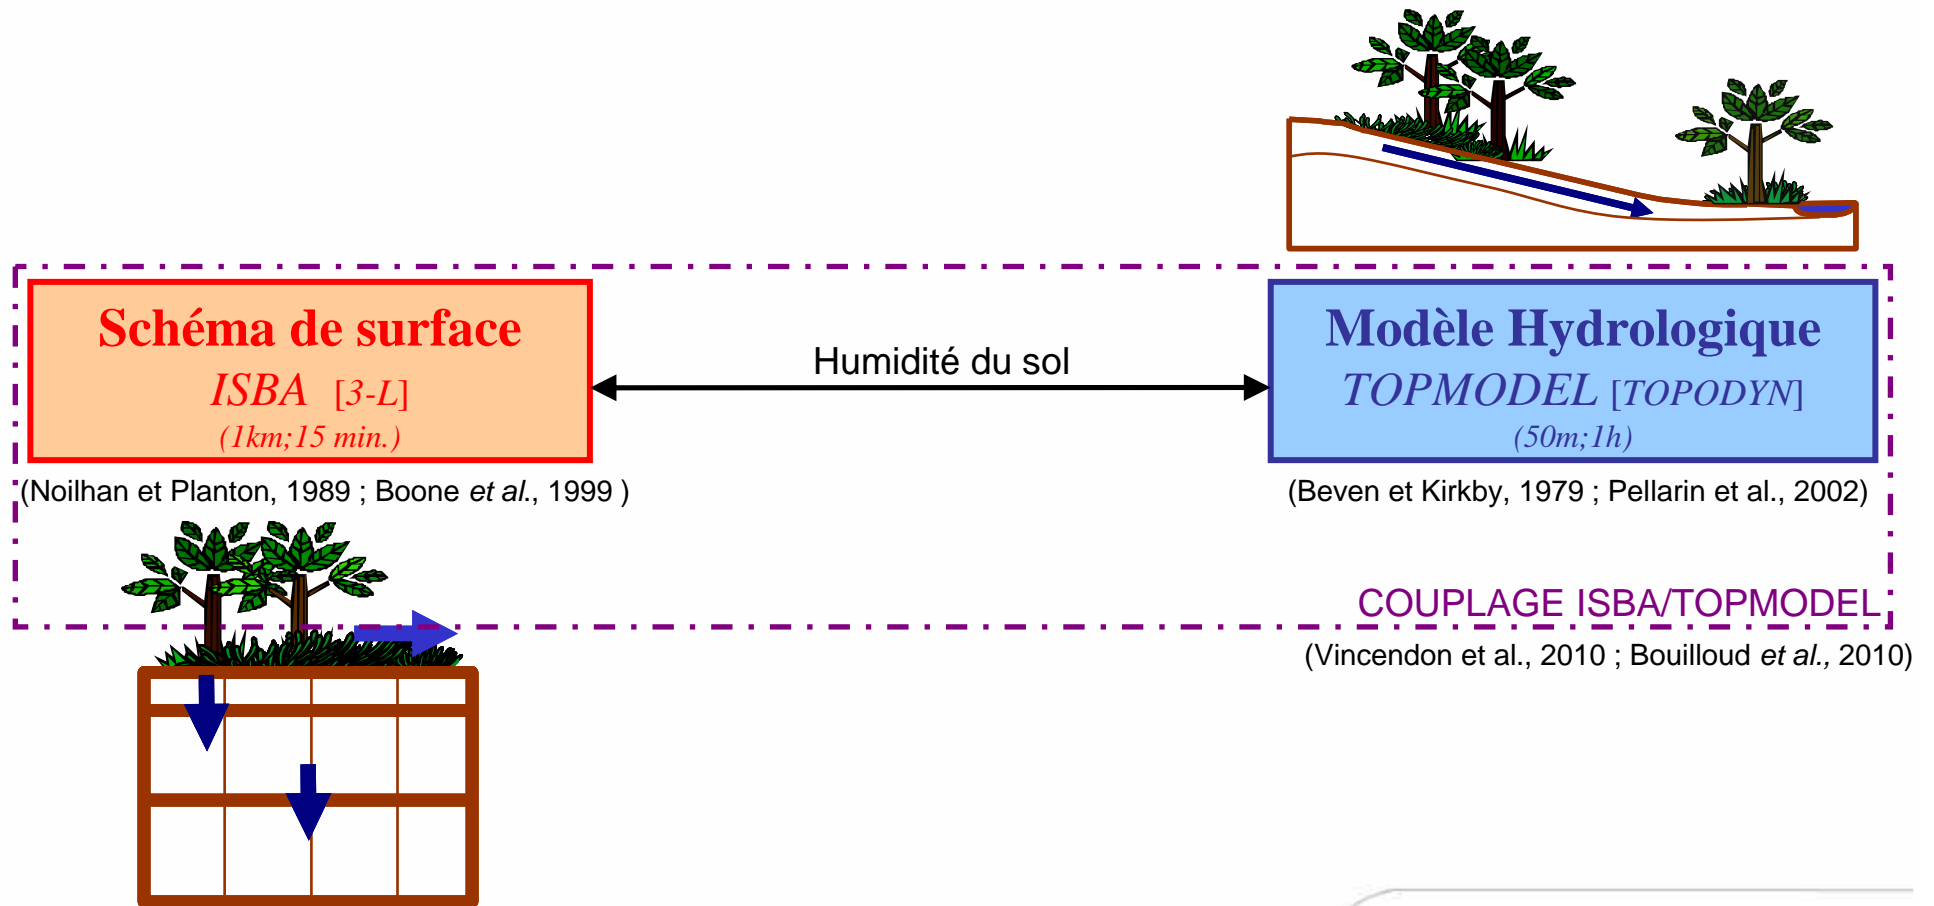 Schéma de surface
ISBA [3-L]
(1km;15 min.)
Humidité du sol
Modèle Hydrologique
TOPMODEL [TOPODYN]
(50m;1h)
(Noilhan et Planton, 1989 ; Boone et al., 1999 )
(Beven et Kirkby, 1979 ; Pellarin et al., 2002)
COUPLAGE ISBA/TOPMODEL
(Vincendon et al., 2010 ; Bouilloud et al., 2010)